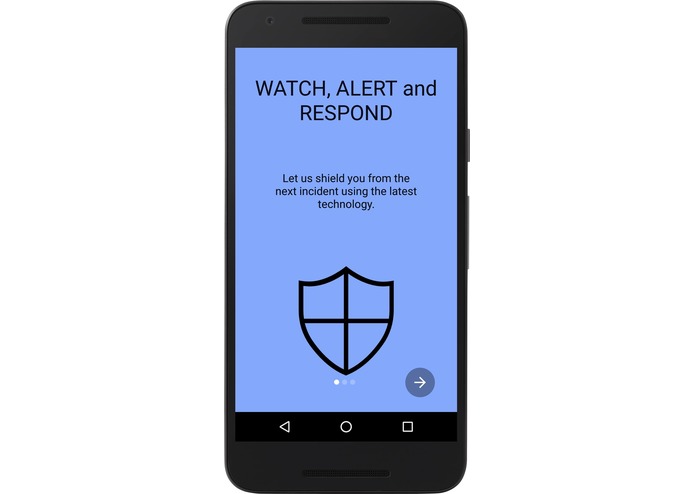 WATCH, ALERT and
RESPOND
Let us shield you from the
next incident using the latest
technology.